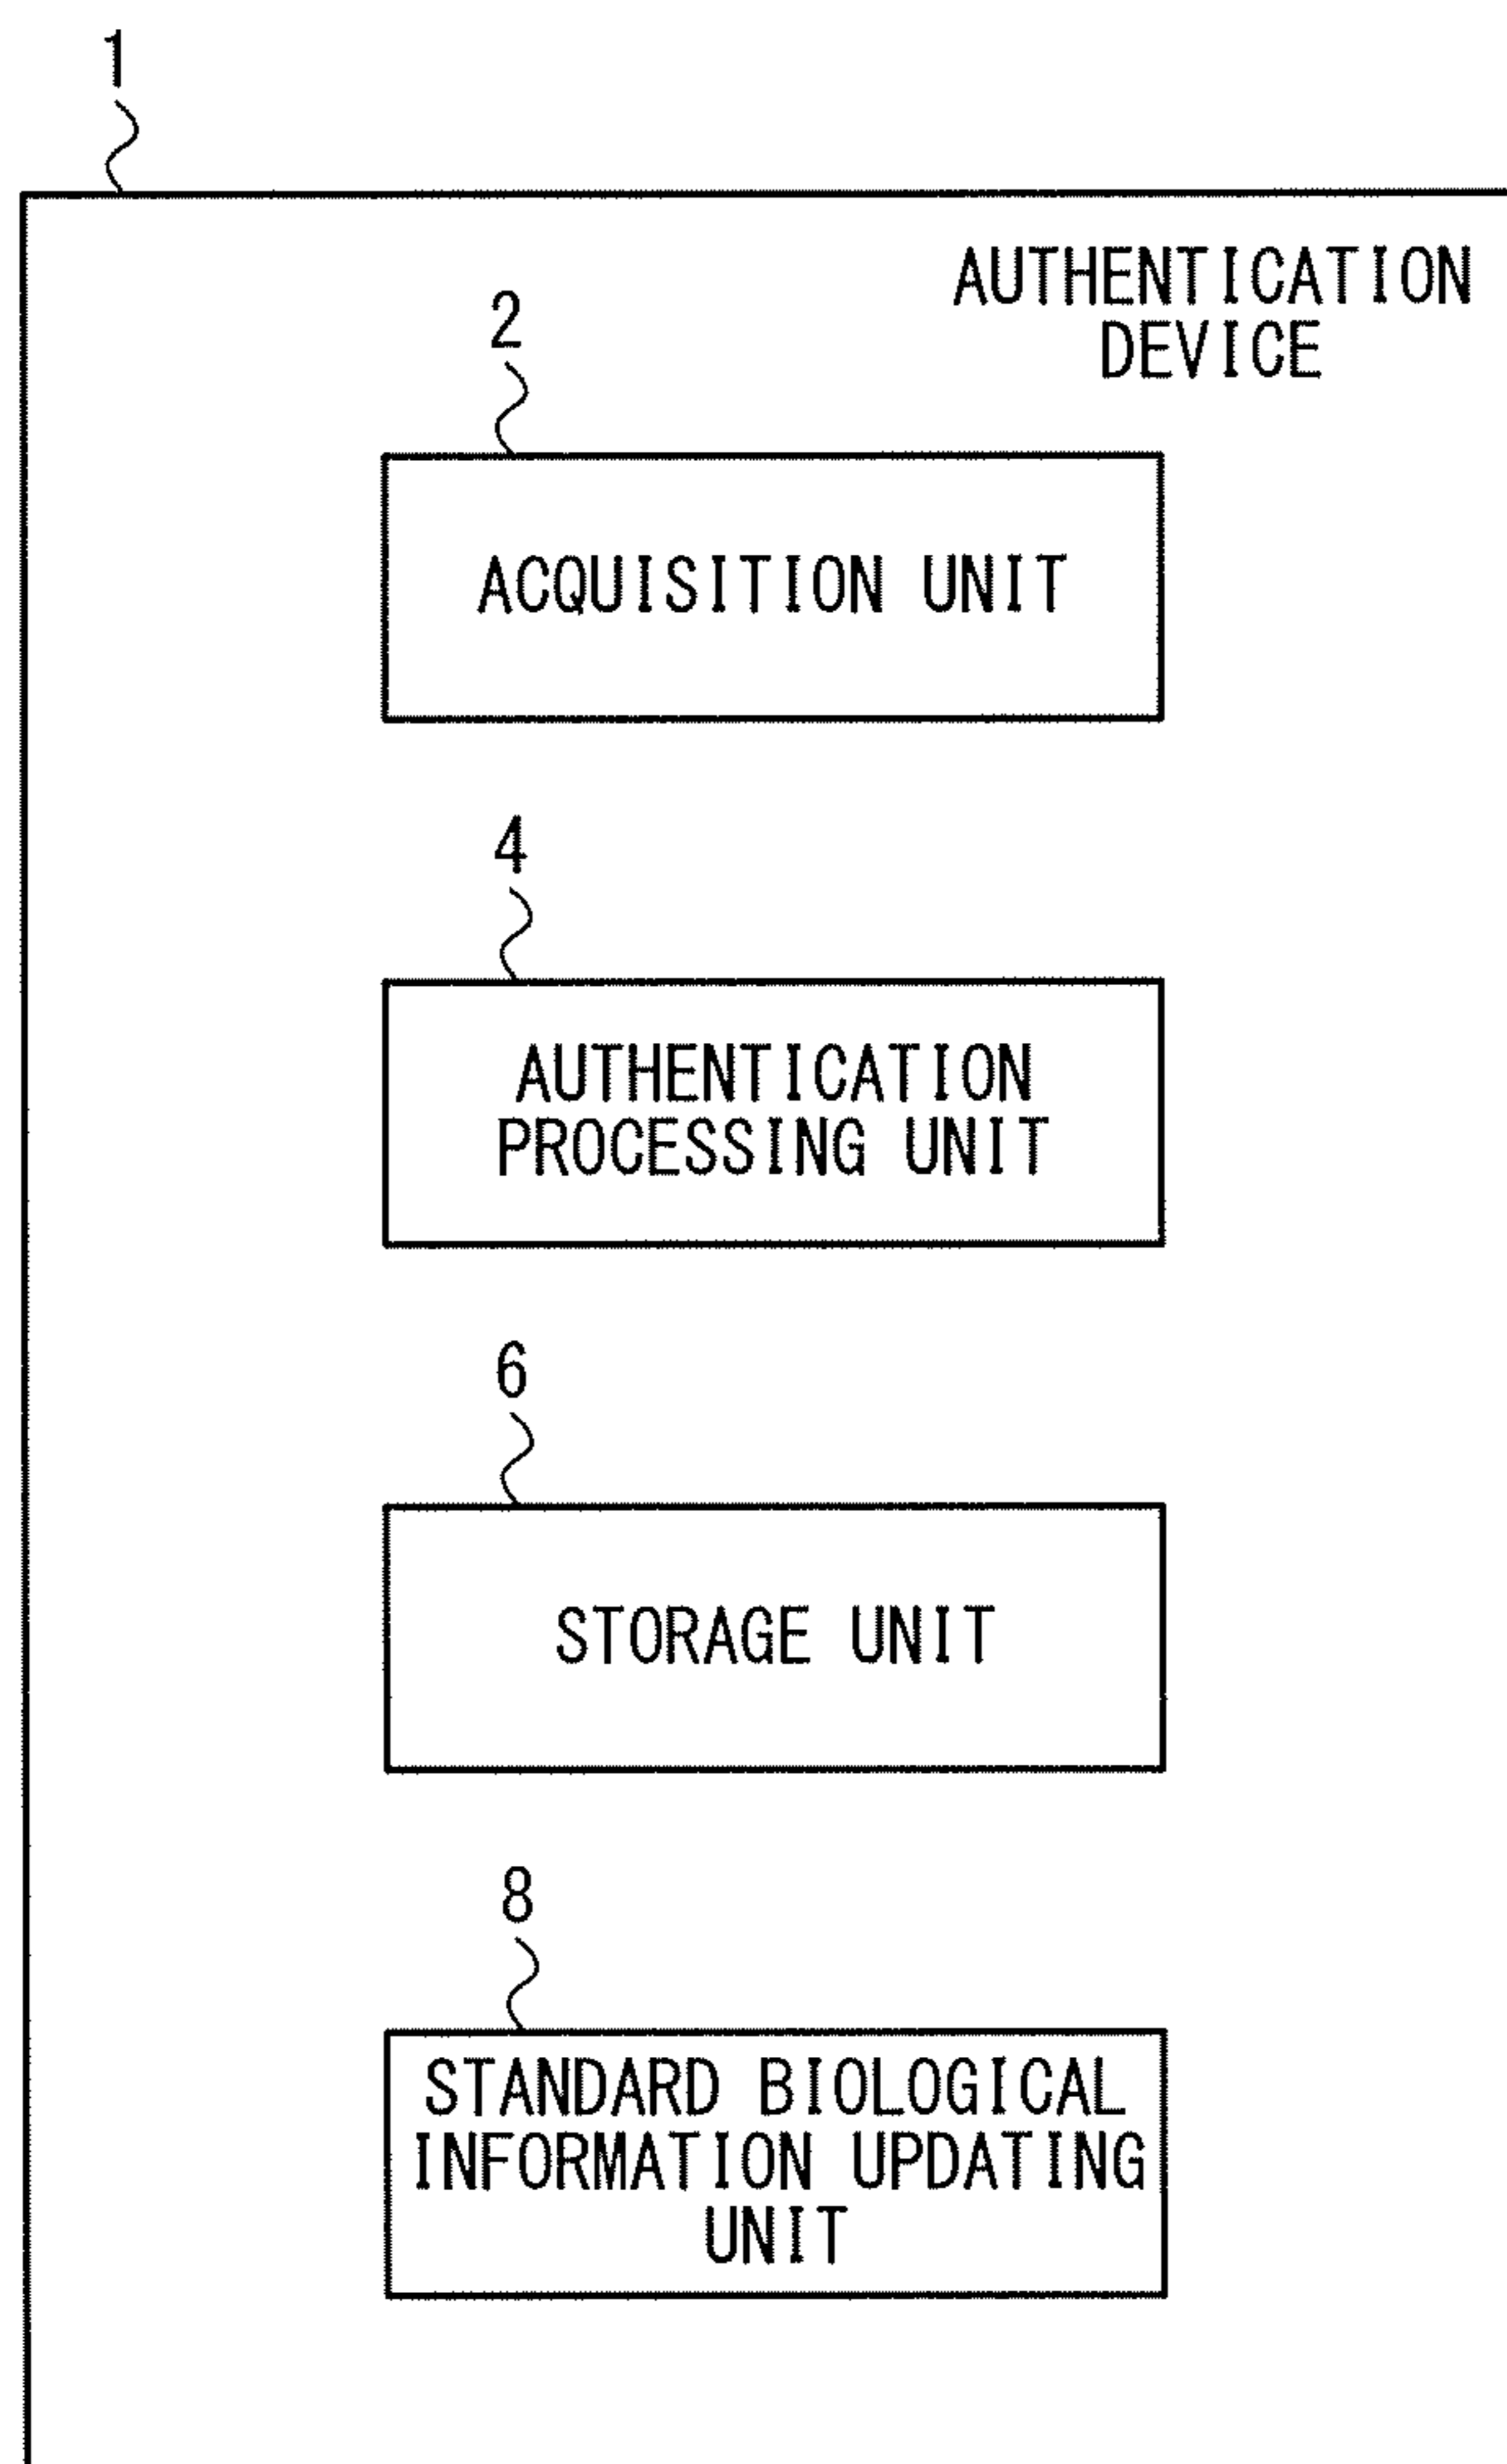 1
AUTHENTICATION
DEVICE
2
ACQUISITION UNIT
4
AUTHENTICATION
PROCESSING UNIT
6
STORAGE UNIT
8
STANDARD BIOLOGICAL
INFORMATION UPDATING
UNIT